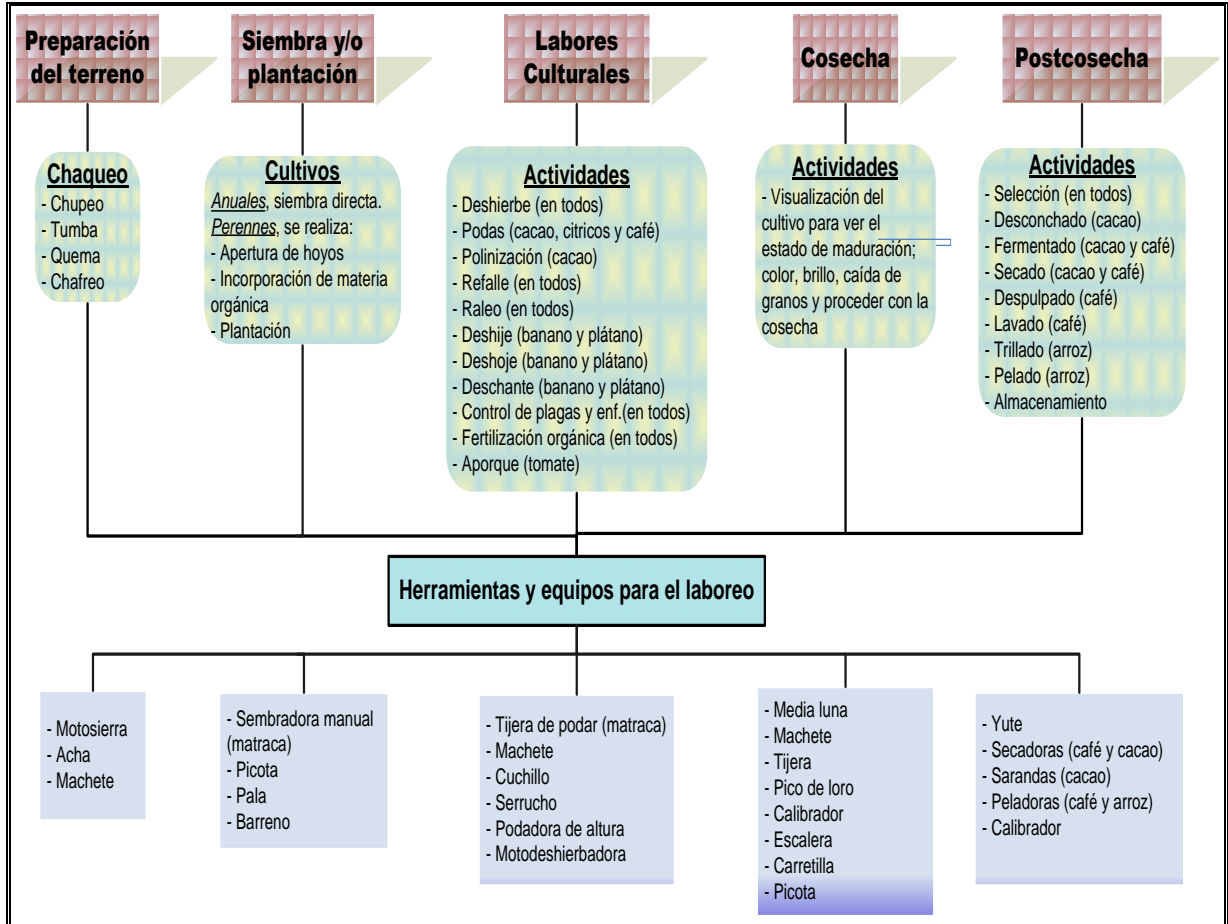 Preparación
del terreno
Siembra y/o
plantación
Labores
Culturales
Cosecha
Postcosecha
Chaqueo
- Chupeo
- Tumba
- Quema
- Chafreo
Cultivos
Anuales, siembra directa.
Perennes, se realiza:
- Apertura de hoyos
- Incorporación de materia
orgánica
- Plantación
Actividades
- Deshierbe (en todos)
- Podas (cacao, citricos y café)
- Polinización (cacao)
- Refalle (en todos)
- Raleo (en todos)
- Deshije (banano y plátano)
- Deshoje (banano y plátano)
- Deschante (banano y plátano)
- Control de plagas y enf.(en todos)
- Fertilización orgánica (en todos)
- Aporque (tomate)
Actividades
- Visualización del
cultivo para ver el
estado de maduración;
color, brillo, caída de
granos y proceder con la
cosecha
Actividades
- Selección (en todos)
- Desconchado (cacao)
- Fermentado (cacao y café)
- Secado (cacao y café)
- Despulpado (café)
- Lavado (café)
- Trillado (arroz)
- Pelado (arroz)
- Almacenamiento
Herramientas y equipos para el laboreo
- Motosierra
- Acha
- Machete
- Sembradora manual
(matraca)
- Picota
- Pala
- Barreno
- Tijera de podar (matraca)
- Machete
- Cuchillo
- Serrucho
- Podadora de altura
- Motodeshierbadora
- Media luna
- Machete
- Tijera
- Pico de loro
- Calibrador
- Escalera
- Carretilla
- Picota
- Yute
- Secadoras (café y cacao)
- Sarandas (cacao)
- Peladoras (café y arroz)
- Calibrador